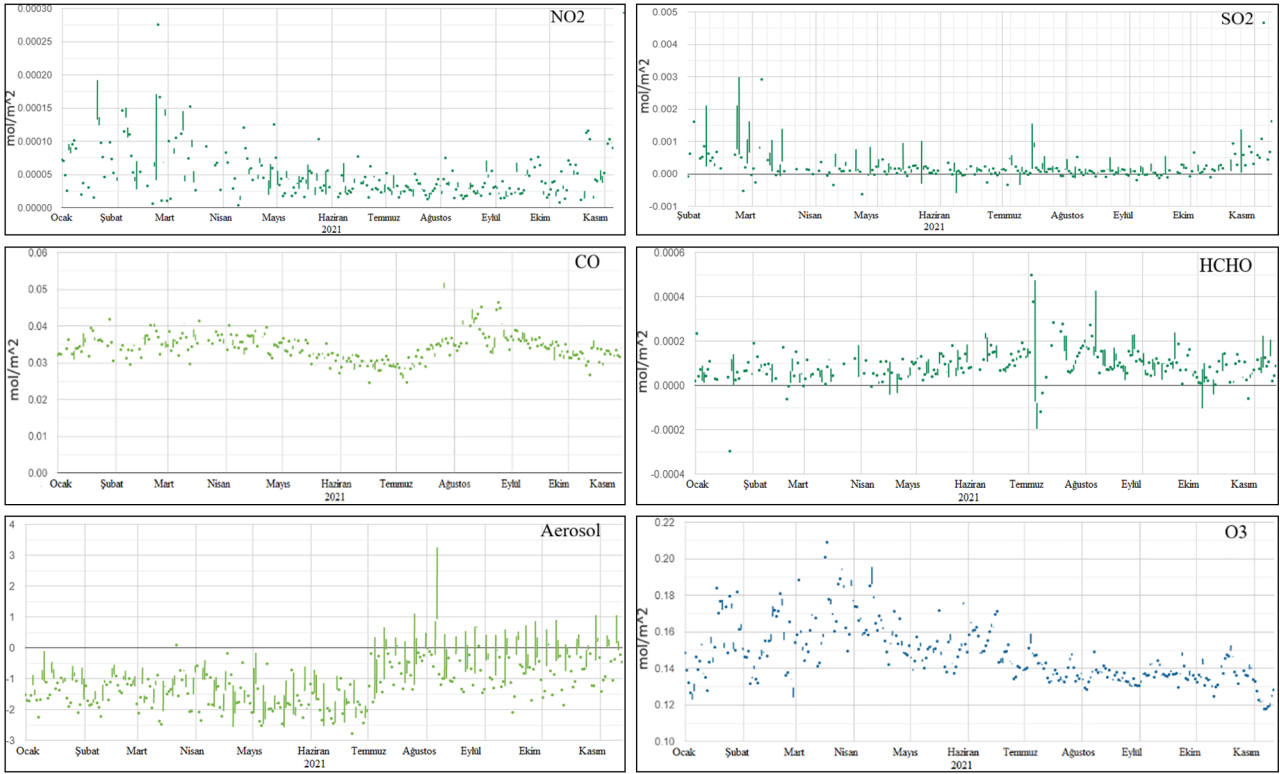 NO2
mol/m^2
0.00030
0.00025
0.00020
0.00015
0.00010
0.00005
0.00000
Ocak Şubat Mart Nisan Mayıs Haziran Temmuz Ağustos Eylül Ekim Kasım
2021
SO2
mol/m^2
0.005
0.004
0.003
0.002
0.001
0.000
-0.001
Şubat Mart Nisan Mayıs Haziran Temmuz Ağustos Eylül Ekim Kasım
2021
CO
mol/m^2
0.06
0.05
0.04
0.03
0.02
0.01
0.00
Ocak Şubat Mart Nisan Mayıs Haziran Temmuz Ağustos Eylül Ekim Kasım
2021
HCHO
mol/m^2
0.0006
0.0004
0.0002
0.0000
-0.0002
-0.0004
Ocak Şubat Mart Nisan Mayıs Haziran Temmuz Ağustos Eylül Ekim Kasım
2021
Aerosol
4
3
2
1
0
-1
-2
-3
Ocak Şubat Mart Nisan Mayıs Haziran Temmuz Ağustos Eylül Ekim Kasım
2021
O3
mol/m^2
0.22
0.20
0.18
0.16
0.14
0.12
0.10
Ocak Şubat Mart Nisan Mayıs Haziran Temmuz Ağustos Eylül Ekim Kasım
2021